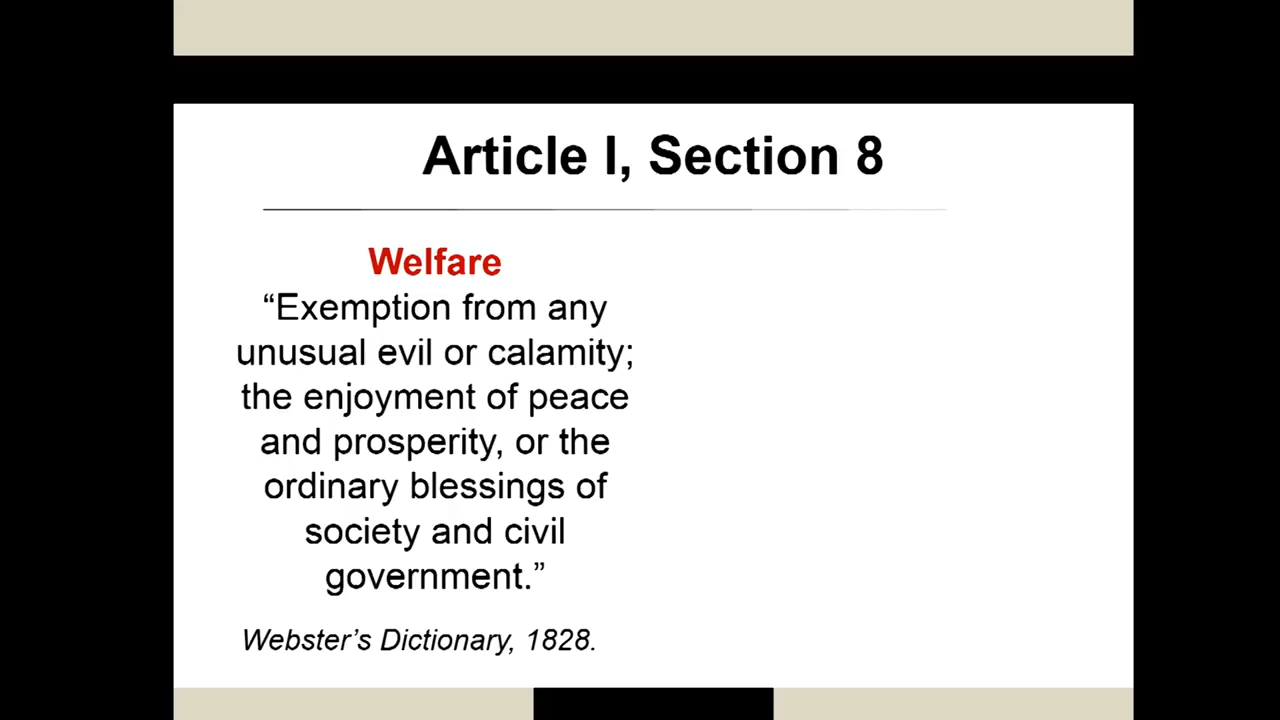 Article I, Section 8
Welfare
“Exemption from any
unusual evil or calamity;
the enjoyment of peace
and prosperity, or the
ordinary blessings of
society and civil
government.”
Webster’s Dictionary, 1828.